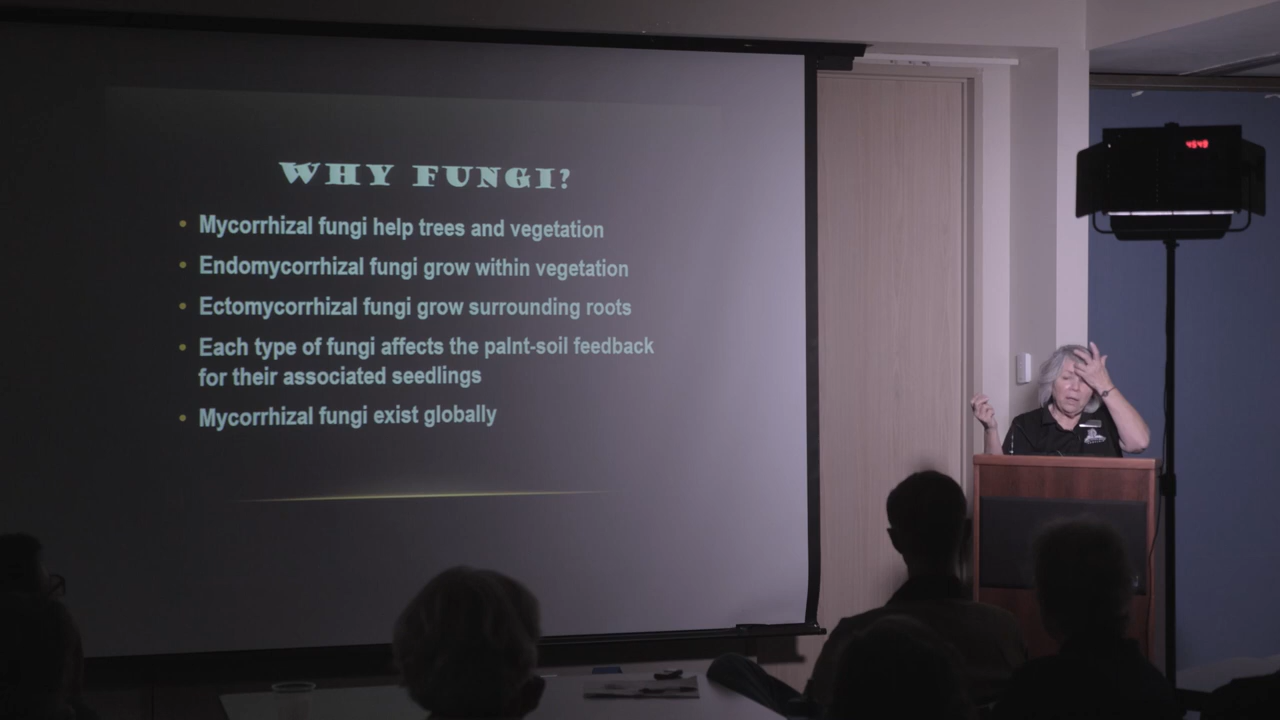 WHY FUNGI?
• Mycorrhizal fungi help trees and vegetation
• Endomycorrhizal fungi grow within vegetation
• Ectomycorrhizal fungi grow surrounding roots
• Each type of fungi affects the palnt-soil feedback
for their associated seedlings
• Mycorrhizal fungi exist globally